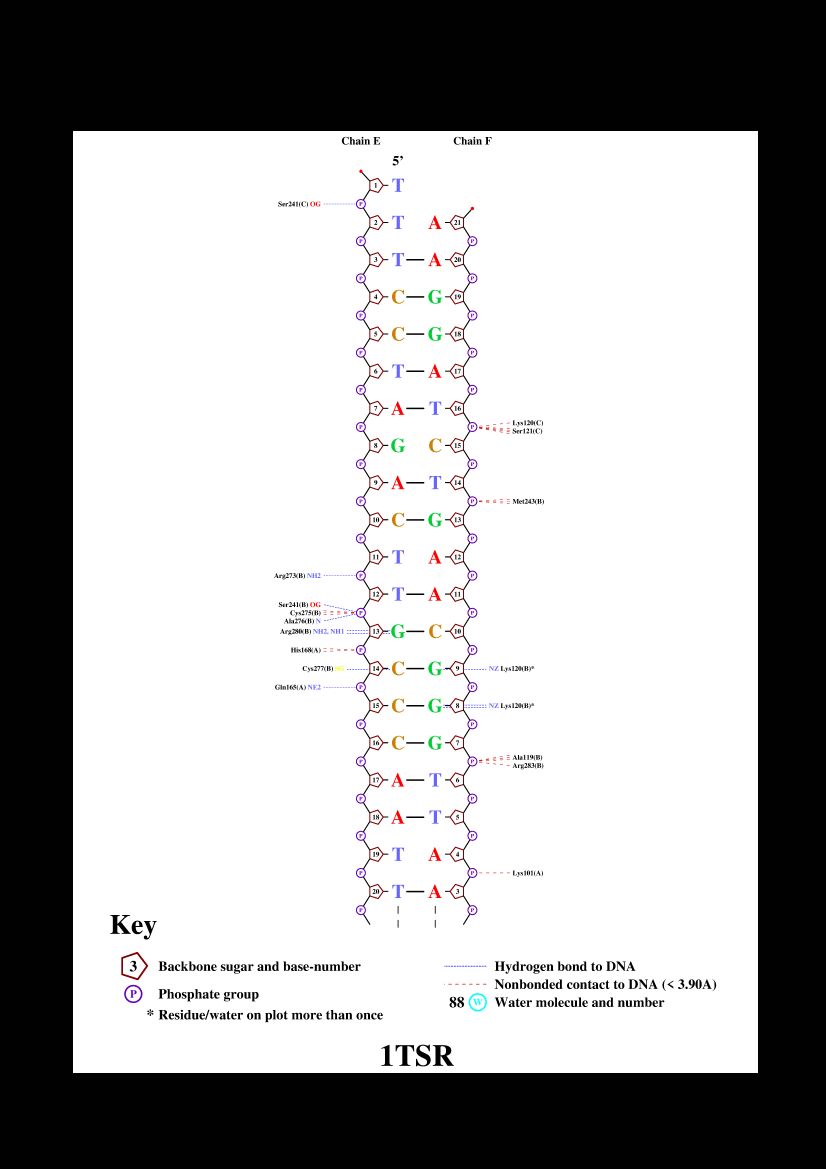 Chain E Chain F
5’
1 T
P
Ser241(C) OG
2 T A 21
P P
3 T A 20
P P
4 C G 19
P P
5 C G 18
P P
6 T A 17
P P
7 A T 16
P P Lys120(C)
Ser121(C)
8 G C 15
P P
9 A T 14
P P Met243(B)
10 C G 13
P P
11 T A 12
Arg273(B) NH2 P P
12 T A 11
Ser241(B) OG
Cys275(B) P P
Ala276(B) N
Arg280(B) NH2, NH1 13 G C 10
His168(A) P P
Cys277(B) 14 C G 9 NZ Lys120(B)*
Gln165(A) NE2 P P
15 C G 8 NZ Lys120(B)*
P P
16 C G 7
P P Ala119(B)
Arg283(B)
17 A T 6
P P
18 A T 5
P P
19 T A 4
P P Lys101(A)
20 T A 3
P P
Key
3 Backbone sugar and base-number
P Phosphate group
* Residue/water on plot more than once
Hydrogen bond to DNA
Nonbonded contact to DNA (< 3.90A)
88 W Water molecule and number
1TSR